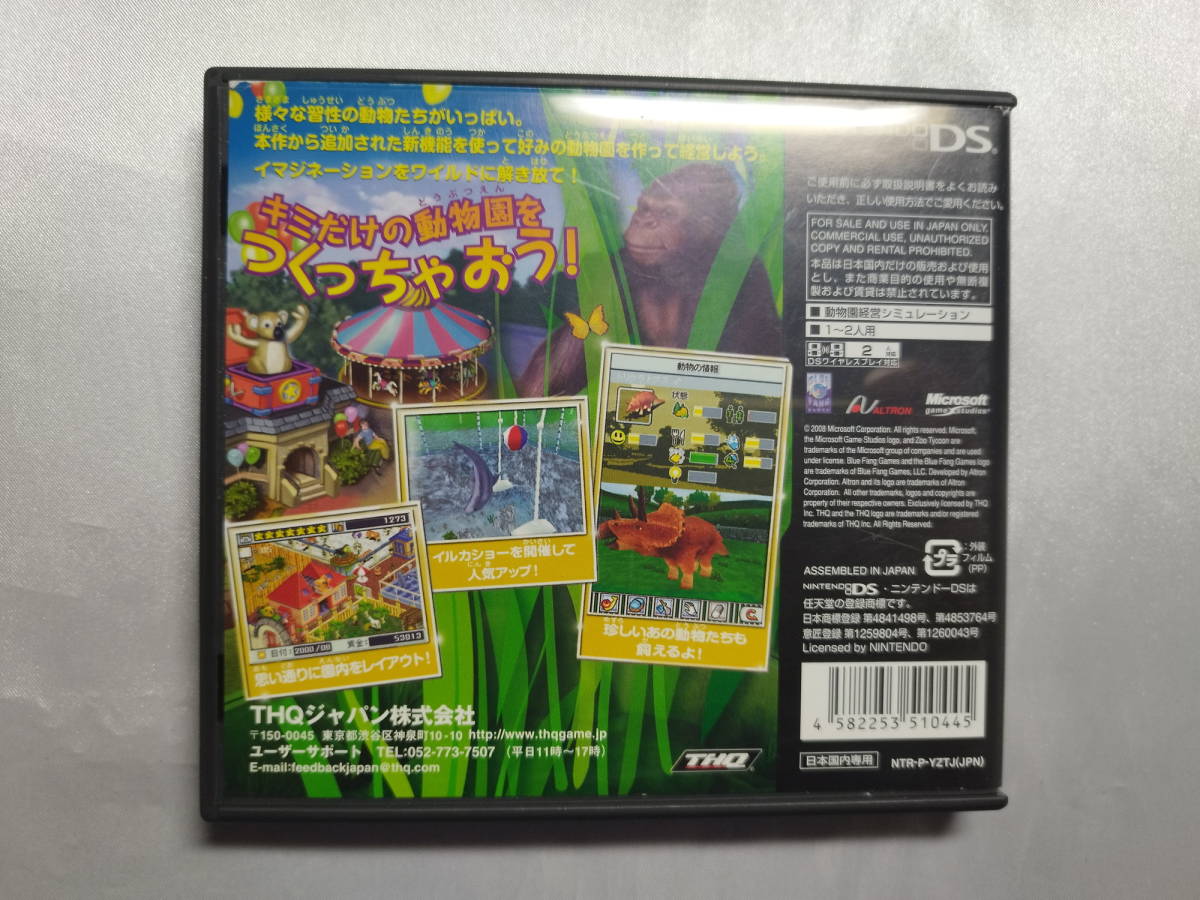 様々な習性の動物たちがいっぱい。
本作から追加された新機能を使って好みの動物園を作って経営しよう。
イマジネーションをワイルドに解き放て！
キミだけの動物園を
つくっちゃおう！
DS
ご使用前に必ず取扱説明書をよくお読み
いただき、正しい使用方法でご愛用ください。
FOR SALE AND USE IN JAPAN ONLY.
COMMERCIAL USE, UNAUTHORIZED
COPY AND RENTAL PROHIBITED.
本品は日本国内だけの販売および使用
とし、また商業目的の使用や無断複
製および賃貸は禁止されています。
■ 動物園経営シミュレーション
■ 1〜2人用
2人対応
DSワイヤレスプレイ対応
ALTRON
Microsoft
game studios
© 2008 Microsoft Corporation. All rights reserved. Microsoft,
the Microsoft Game Studios logo, and Zoo Tycoon are
trademarks of the Microsoft group of companies and are used
under license. Blue Fang Games and the Blue Fang Games logo
are trademarks of Blue Fang Games, LLC. Developed by Altron
Corporation. Altron and its logo are trademarks of Altron
Corporation. All other trademarks, logos and copyrights are
property of their respective owners. Exclusively licensed by THQ
Inc. THQ and the THQ logo are trademarks and/or registered
trademarks of THQ Inc. All Rights Reserved.
動物の情報
状態
イルカショーを開催して
人気アップ！
1273
日付：2000/08 資金：53013
思い通りに園内をレイアウト！
珍しいあの動物たちも
飼えるよ！
プラ
：外装
フィルム
(PP)
ASSEMBLED IN JAPAN
NINTENDO DS・ニンテンドーDSは
任天堂の登録商標です。
日本商標登録 第4841498号、第4853764号
意匠登録 第1259804号、第1260043号
Licensed by NINTENDO
4 582253 510445
日本国内専用
NTR-P-YZTJ(JPN)
THQジャパン株式会社
〒150-0045 東京都渋谷区神泉町10-10 http://www.thqgame.jp
ユーザーサポート TEL:052-773-7507 （平日11時〜17時）
E-mail:feedbackjapan@thq.com
THQ